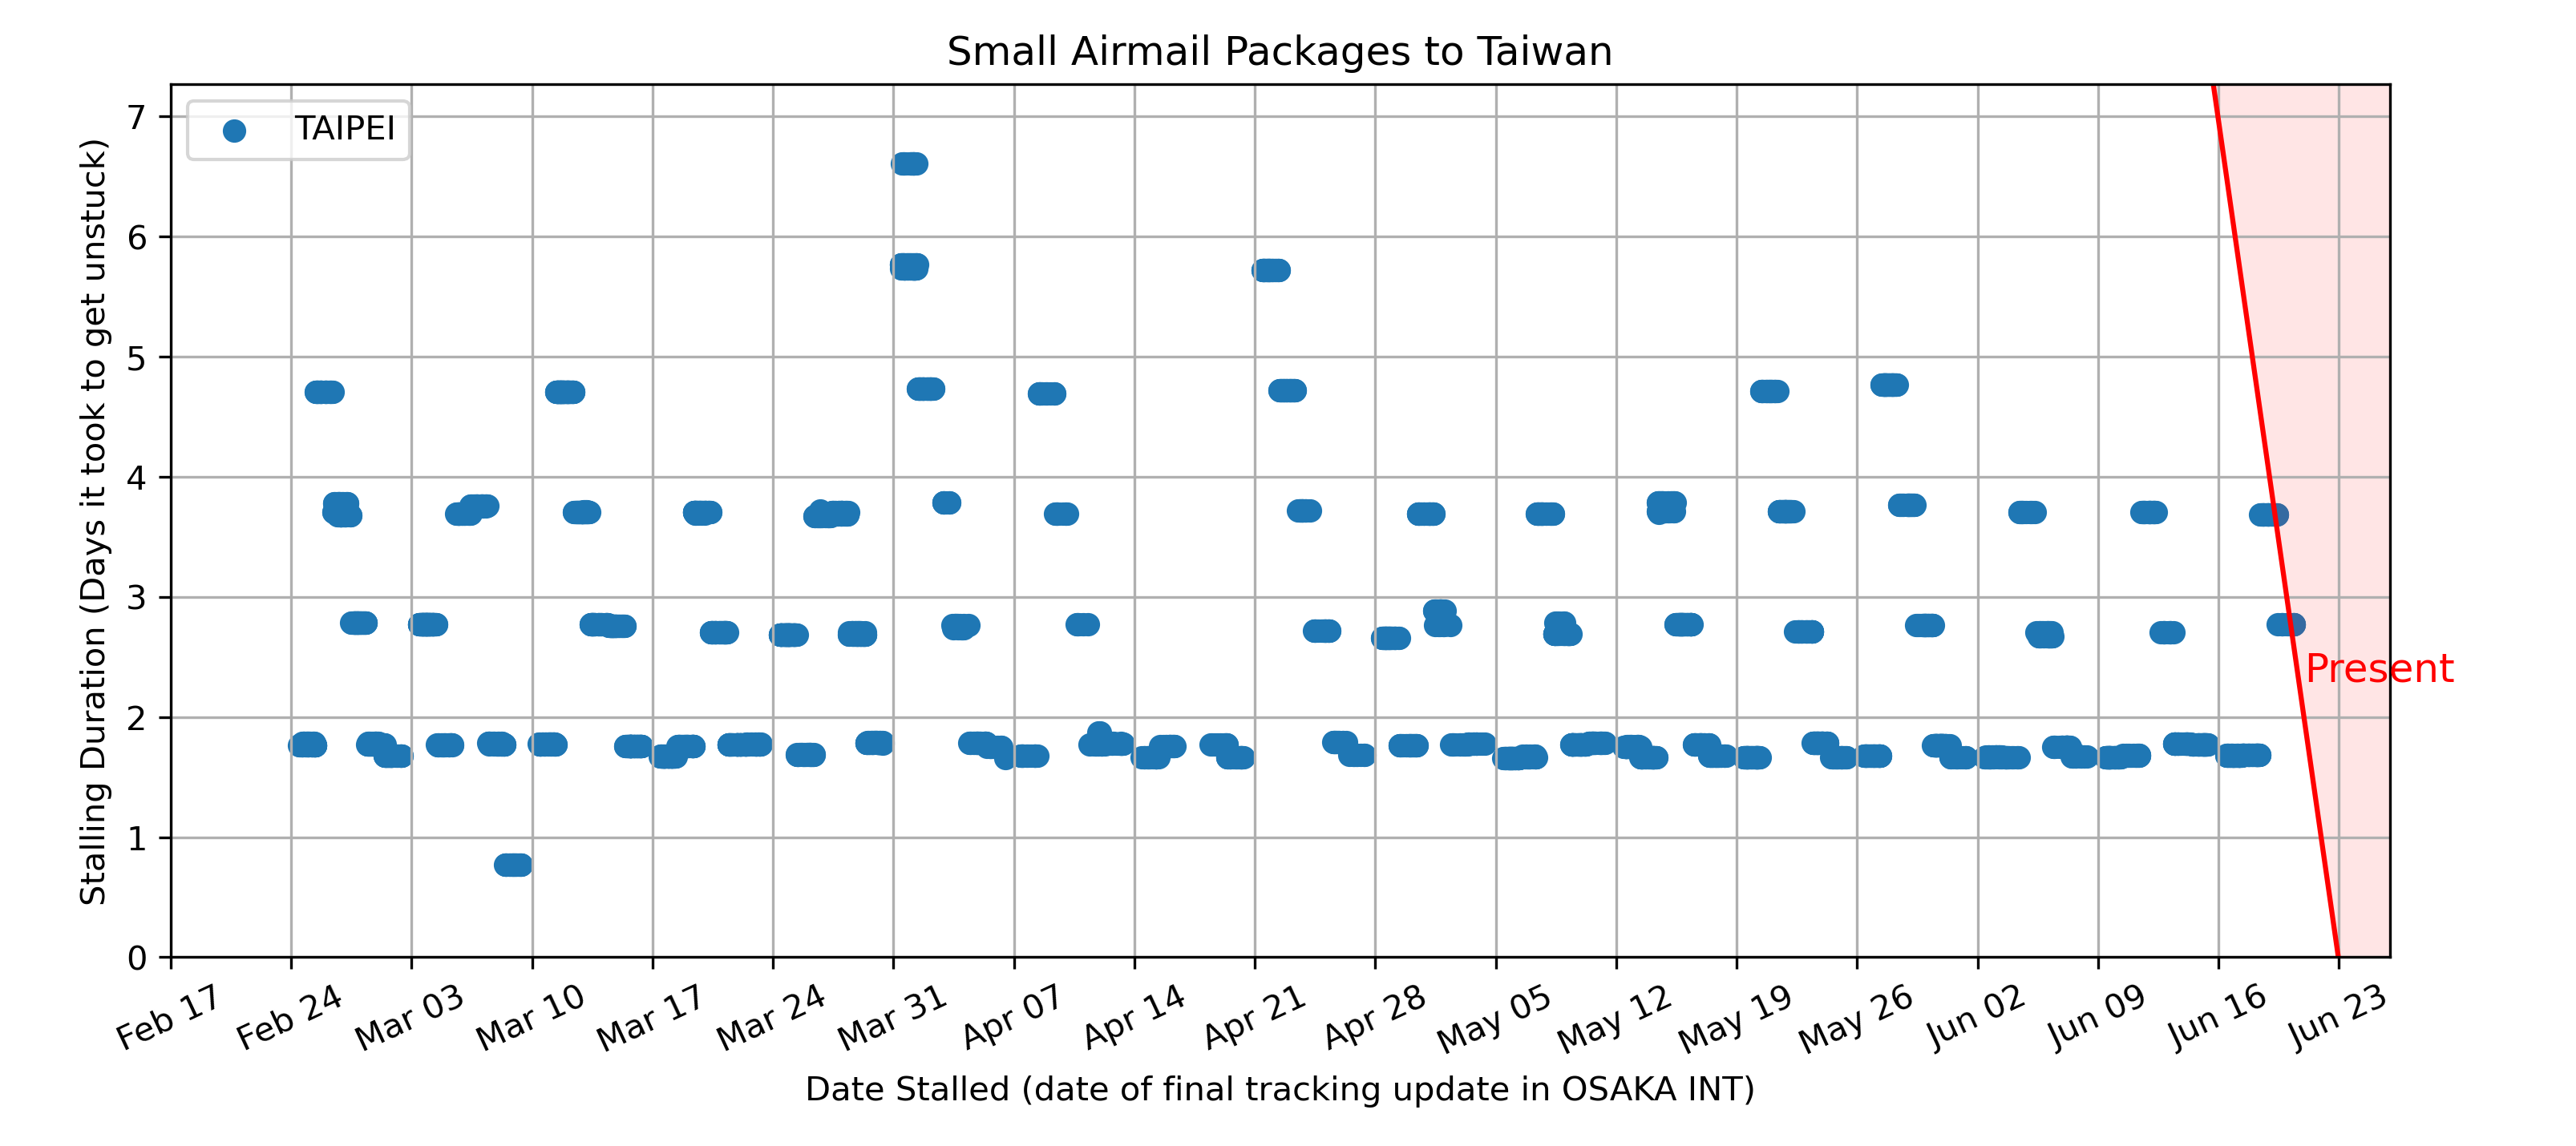 Small Airmail Packages to Taiwan
TAIPEI
Stalling Duration (Days it took to get unstuck)
7
6
5
4
3
2
1
0
Present
Feb 17
Feb 24
Mar 03
Mar 10
Mar 17
Mar 24
Mar 31
Apr 07
Apr 14
Apr 21
Apr 28
May 05
May 12
May 19
May 26
Jun 02
Jun 09
Jun 16
Jun 23
Date Stalled (date of final tracking update in OSAKA INT)